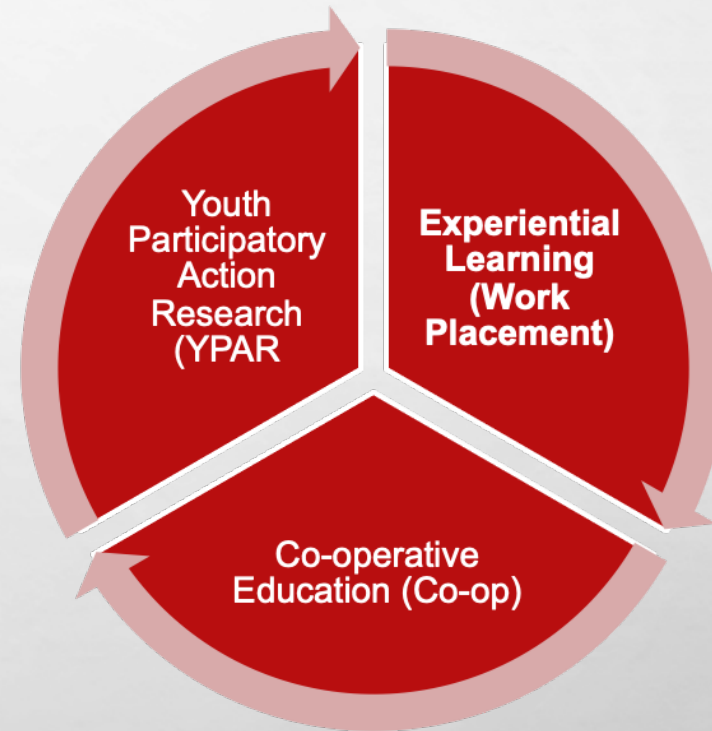 Youth
Participatory
Action
Research
(YPAR
Experiential
Learning
(Work
Placement)
Co-operative
Education (Co-op)